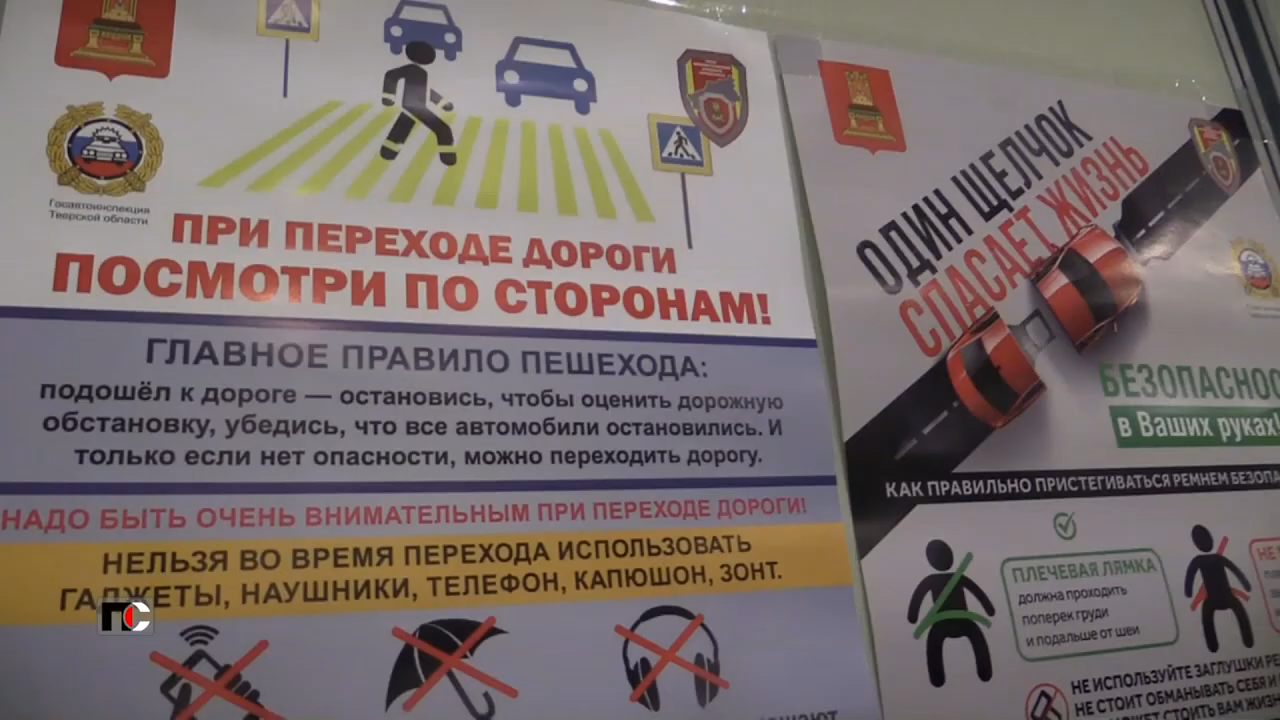 Госавтоинспекция
Тверской области
ПРИ ПЕРЕХОДЕ ДОРОГИ
ПОСМОТРИ ПО СТОРОНАМ!
ГЛАВНОЕ ПРАВИЛО ПЕШЕХОДА:
подошёл к дороге — остановись, чтобы оценить дорожную
обстановку, убедись, что все автомобили остановились. И
только если нет опасности, можно переходить дорогу.
НАДО БЫТЬ ОЧЕНЬ ВНИМАТЕЛЬНЫМ ПРИ ПЕРЕХОДЕ ДОРОГИ!
НЕЛЬЗЯ ВО ВРЕМЯ ПЕРЕХОДА ИСПОЛЬЗОВАТЬ
ГАДЖЕТЫ, НАУШНИКИ, ТЕЛЕФОН, КАПЮШОН, ЗОНТ.
ПС
ОДИН ЩЕЛЧОК
СПАСАЕТ ЖИЗНЬ
БЕЗОПАСНОС
в Ваших руках!
КАК ПРАВИЛЬНО ПРИСТЕГИВАТЬСЯ РЕМНЕМ БЕЗОПА
ПЛЕЧЕВАЯ ЛЯМКА
должна проходить
поперек груди
и подальше от шеи
НЕ ИСПОЛЬЗУЙТЕ ЗАГЛУШКИ РЕ
НЕ СТОИТ ОБМАНЫВАТЬ СЕБЯ И
МОЖЕТ СТОИТЬ ВАМ ЖИЗН